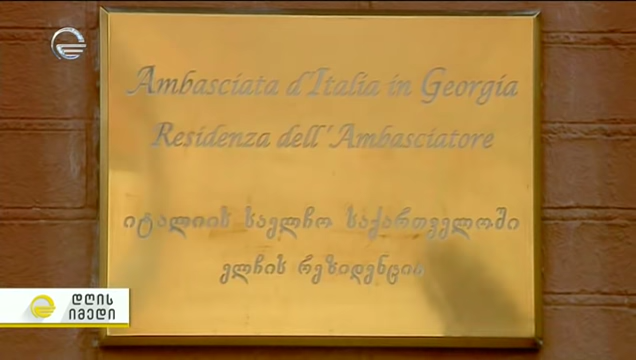 Ambasciata d'Italia in Georgia
Residenza dell'Ambasciatore
იტალიის საელჩო საქართველოში
ელჩის რეზიდენცია
დღის
იმედი